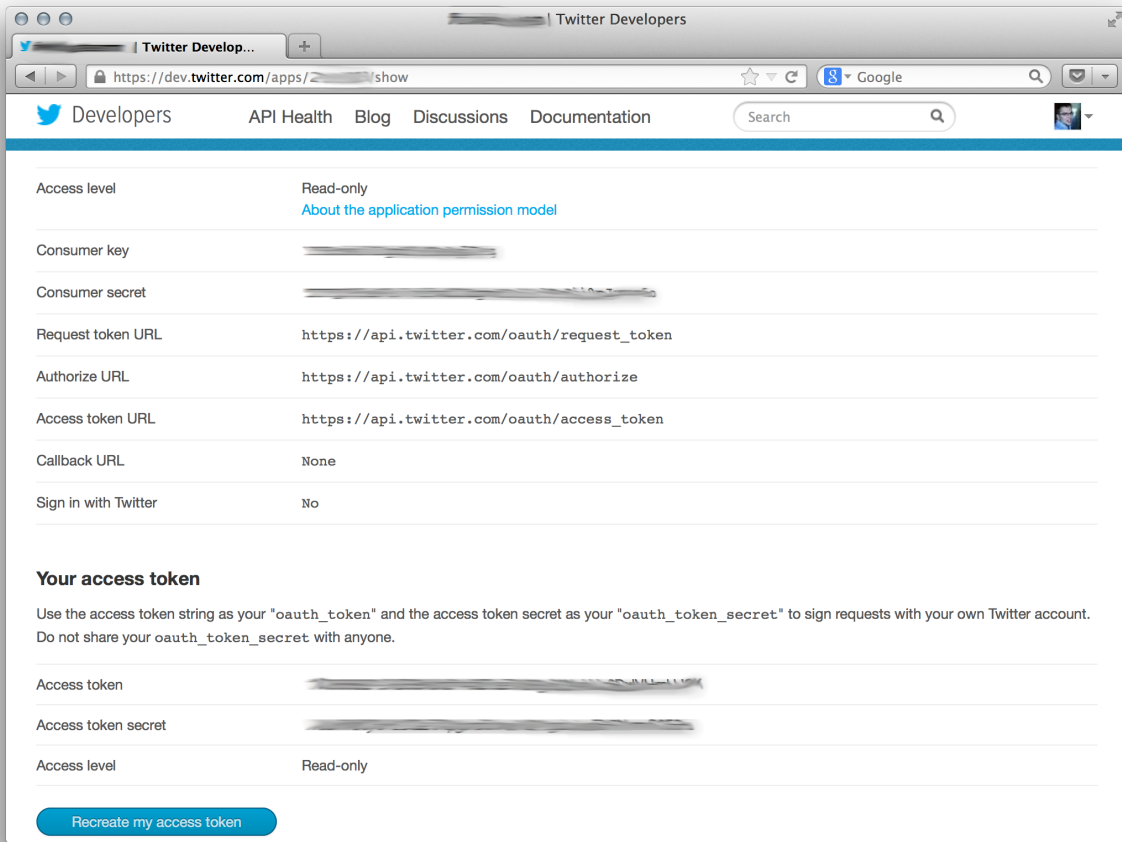 | Twitter Developers
| Twitter Develop...
https://dev.twitter.com/apps/ /show
Google
Developers API Health Blog Discussions Documentation Search
Access level Read-only
About the application permission model
Consumer key
Consumer secret
Request token URL https://api.twitter.com/oauth/request_token
Authorize URL https://api.twitter.com/oauth/authorize
Access token URL https://api.twitter.com/oauth/access_token
Callback URL None
Sign in with Twitter No
Your access token
Use the access token string as your "oauth_token" and the access token secret as your "oauth_token_secret" to sign requests with your own Twitter account.
Do not share your oauth_token_secret with anyone.
Access token
Access token secret
Access level Read-only
Recreate my access token